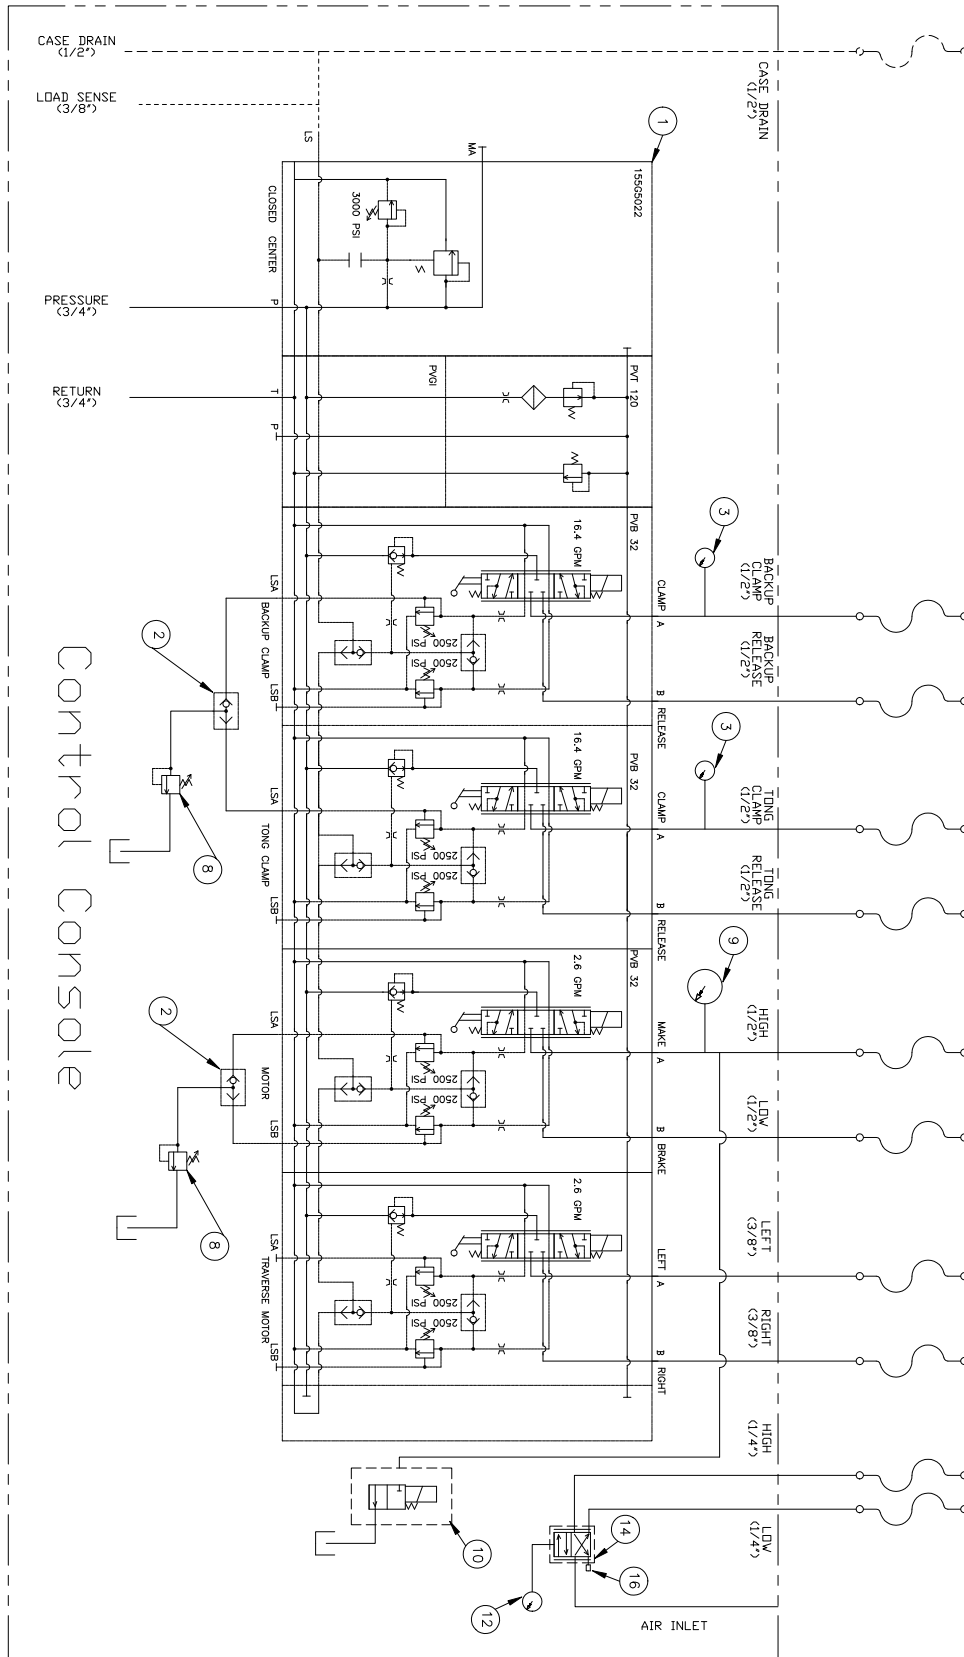 CASE DRAIN
(1/2")
CASE DRAIN
(1/2")
LOAD SENSE
(3/8")
LS
MA
1
155G5022
3000 PSI
CLOSED CENTER
PRESSURE
(3/4")
P
RETURN
(3/4")
T
P
PVGI
PVT 120
PVB 32
16.4 GPM
3
BACKUP
CLAMP
(1/2")
CLAMP A
LSA
BACKUP CLAMP
2500 PSI
2500 PSI
BACKUP
RELEASE
(1/2")
B RELEASE
LSB
2
8
PVB 32
16.4 GPM
3
TONG
CLAMP
(1/2")
CLAMP A
LSA
TONG CLAMP
2500 PSI
2500 PSI
TONG
RELEASE
(1/2")
B RELEASE
LSB
PVB 32
2.6 GPM
9
HIGH
(1/2")
MAKE A
LSA
MOTOR
2500 PSI
2500 PSI
LOW
(1/2")
B BRAKE
LSB
2
8
2.6 GPM
LEFT
(3/8")
LEFT A
LSA
TRAVERSE MOTOR
2500 PSI
2500 PSI
RIGHT
(3/8")
B RIGHT
LSB
HIGH
(1/4")
LOW
(1/4")
10
14
16
12
AIR INLET
Control Console